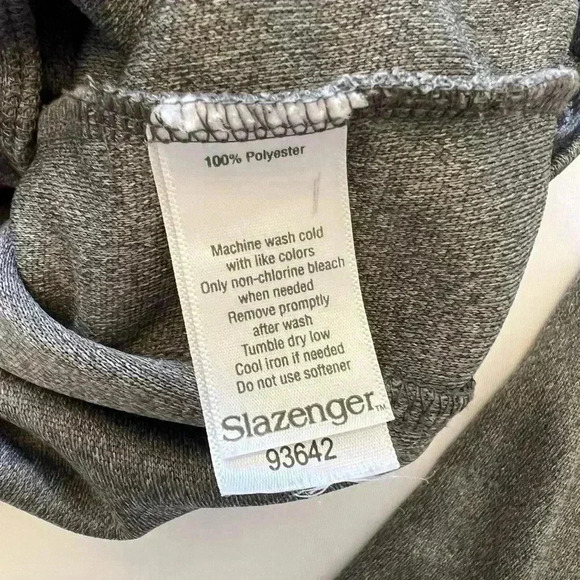 100% Polyester
Machine wash cold
with like colors
Only non-chlorine bleach
when needed
Remove promptly
after wash
Tumble dry low
Cool iron if needed
Do not use softener
Slazenger™
93642